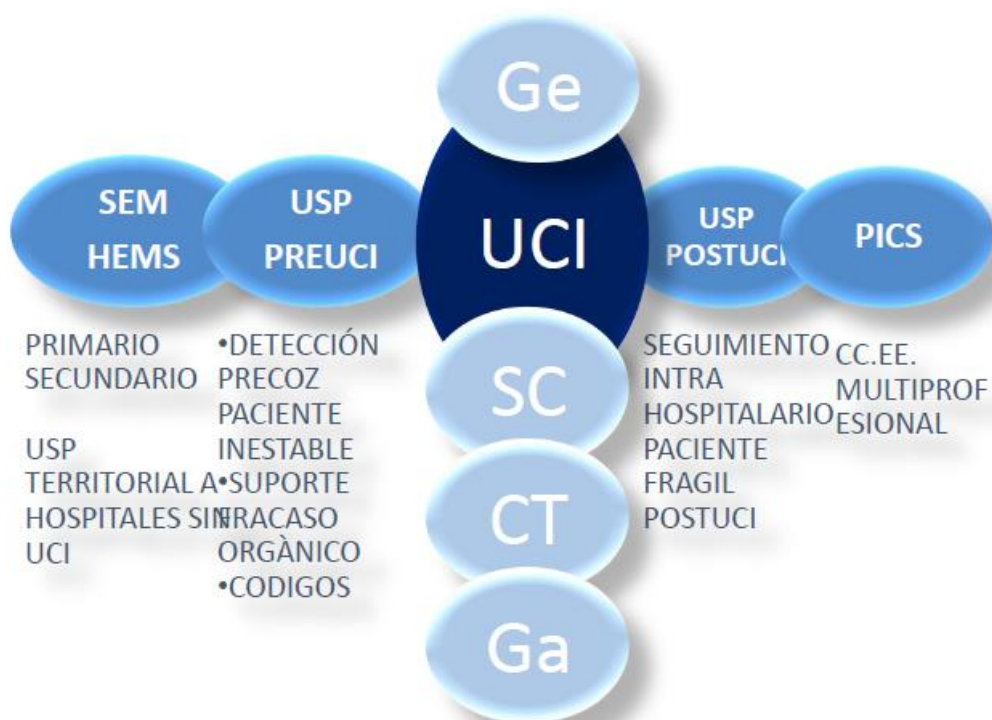 Ge
SEM
HEMS
USP
PREUCI
UCI
USP
POSTUCI
PICS
PRIMARIO
SECUNDARIO
USP
TERRITORIAL A
HOSPITALES SIN
UCI
•DETECCIÓN
PRECOZ
PACIENTE
INESTABLE
•SUPORTE
FRACASO
ORGÀNICO
•CODIGOS
SC
CT
Ga
SEGUIMIENTO
INTRA
HOSPITALARIO
PACIENTE
FRAGIL
POSTUCI
CC.EE.
MULTIPROF
ESIONAL